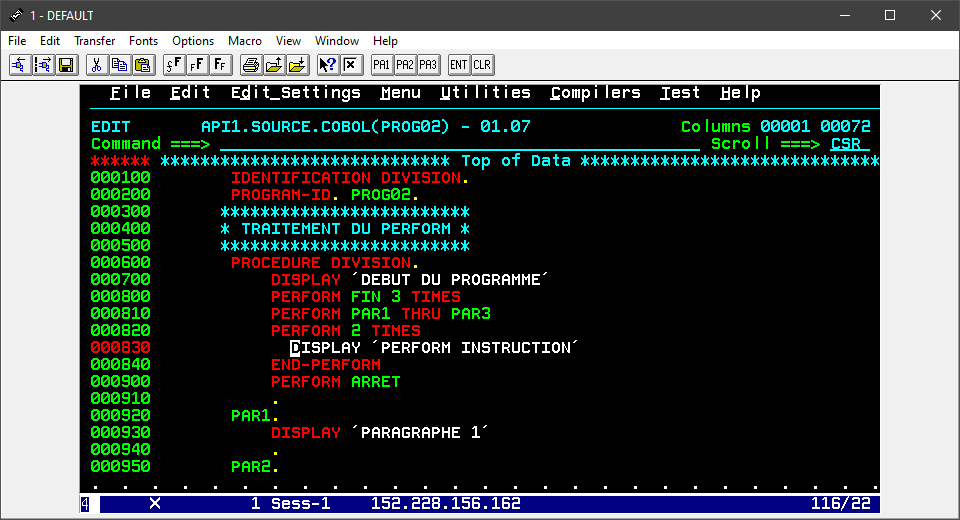 1 - DEFAULT
File Edit Transfer Fonts Options Macro View Window Help
PA1 PA2 PA3 ENT CLR
File Edit Edit_Settings Menu Utilities Compilers Test Help
EDIT API1.SOURCE.COBOL(PROG02) - 01.07 Columns 00001 00072
Command ===> Scroll ===> CSR
****** ***************************** Top of Data ******************************
000100 IDENTIFICATION DIVISION.
000200 PROGRAM-ID. PROG02.
000300 *************************
000400 * TRAITEMENT DU PERFORM *
000500 *************************
000600 PROCEDURE DIVISION.
000700 DISPLAY ´DEBUT DU PROGRAMME´
000800 PERFORM FIN 3 TIMES
000810 PERFORM PAR1 THRU PAR3
000820 PERFORM 2 TIMES
000830 DISPLAY ´PERFORM INSTRUCTION´
000840 END-PERFORM
000900 PERFORM ARRET
000910 .
000920 PAR1.
000930 DISPLAY ´PARAGRAPHE 1´
000940 .
000950 PAR2.
4 X 1 Sess-1 152.228.156.162 116/22